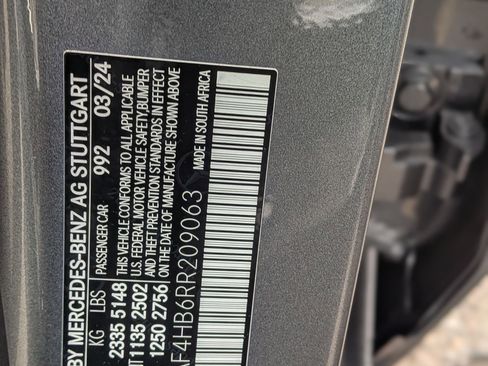 BY MERCEDES-BENZ AG STUTTGART
PASSENGER CAR 992 03/24
KG LBS
2335 5148
1135 2502
1250 2756
THIS VEHICLE CONFORMS TO ALL APPLICABLE
U.S. FEDERAL MOTOR VEHICLE SAFETY, BUMPER
AND THEFT PREVENTION STANDARDS IN EFFECT
ON THE DATE OF MANUFACTURE SHOWN ABOVE
F4HB6RR209063
MADE IN SOUTH AFRICA